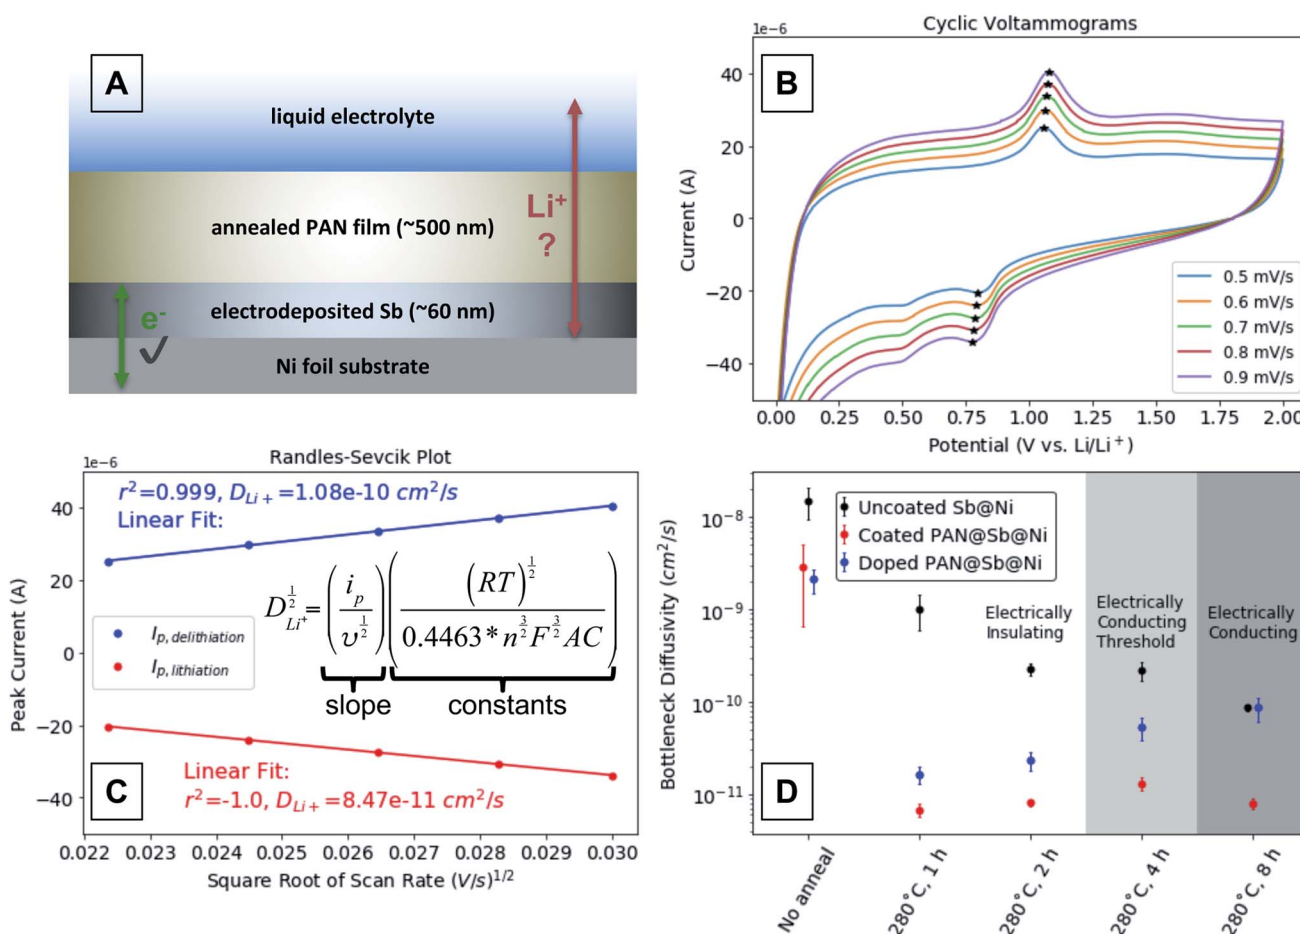 A
liquid electrolyte
annealed PAN film (~500 nm)
Li⁺
?
electrodeposited Sb (~60 nm)
e⁻
✓
Ni foil substrate
Cyclic Voltammograms
1e-6
B
40
20
0
−20
−40
Current (A)
0.5 mV/s
0.6 mV/s
0.7 mV/s
0.8 mV/s
0.9 mV/s
0.00 0.25 0.50 0.75 1.00 1.25 1.50 1.75 2.00
Potential (V vs. Li/Li⁺)
Randles-Sevcik Plot
1e-6
r²=0.999, D_{Li+}=1.08e-10 cm²/s
Linear Fit:
40
20
0
−20
−40
Peak Current (A)
D_{Li⁺}^{1/2} = (i_p / υ^{1/2}) ((RT)^{1/2} / 0.4463*n^{3/2}F^{3/2}AC)
slope constants
I_{p, delithiation}
I_{p, lithiation}
C
Linear Fit:
r²=-1.0, D_{Li+}=8.47e-11 cm²/s
0.022 0.023 0.024 0.025 0.026 0.027 0.028 0.029 0.030
Square Root of Scan Rate (V/s)^{1/2}
Uncoated Sb@Ni
Coated PAN@Sb@Ni
Doped PAN@Sb@Ni
10⁻⁸
10⁻⁹
10⁻¹⁰
10⁻¹¹
Bottleneck Diffusivity (cm²/s)
Electrically
Insulating
Electrically
Conducting
Threshold
Electrically
Conducting
D
No anneal
280°C, 1 h
280°C, 2 h
280°C, 4 h
280°C, 8 h